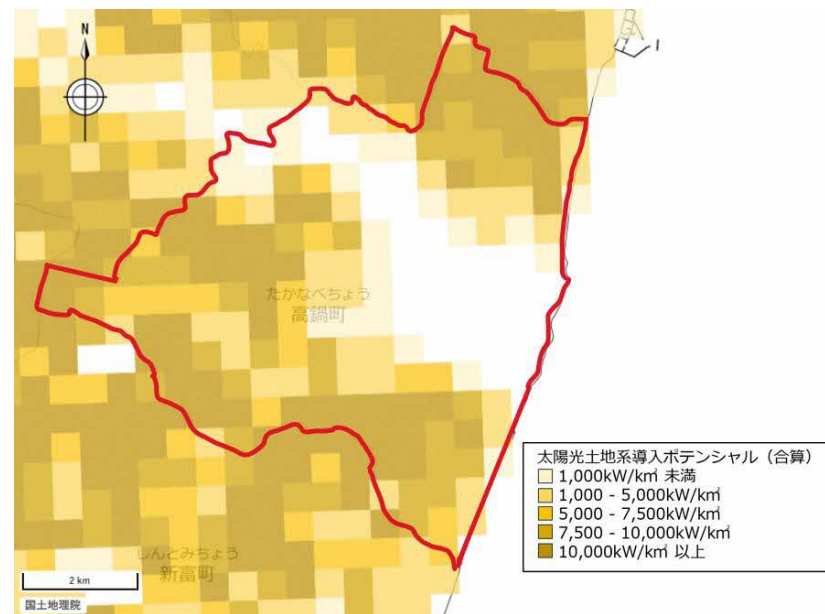 N
たかなべちょう
高鍋町
しんとみちょう
新富町
2 km
国土地理院
太陽光土地系導入ポテンシャル（合算）
1,000kW/k㎡ 未満
1,000 - 5,000kW/k㎡
5,000 - 7,500kW/k㎡
7,500 - 10,000kW/k㎡
10,000kW/k㎡ 以上